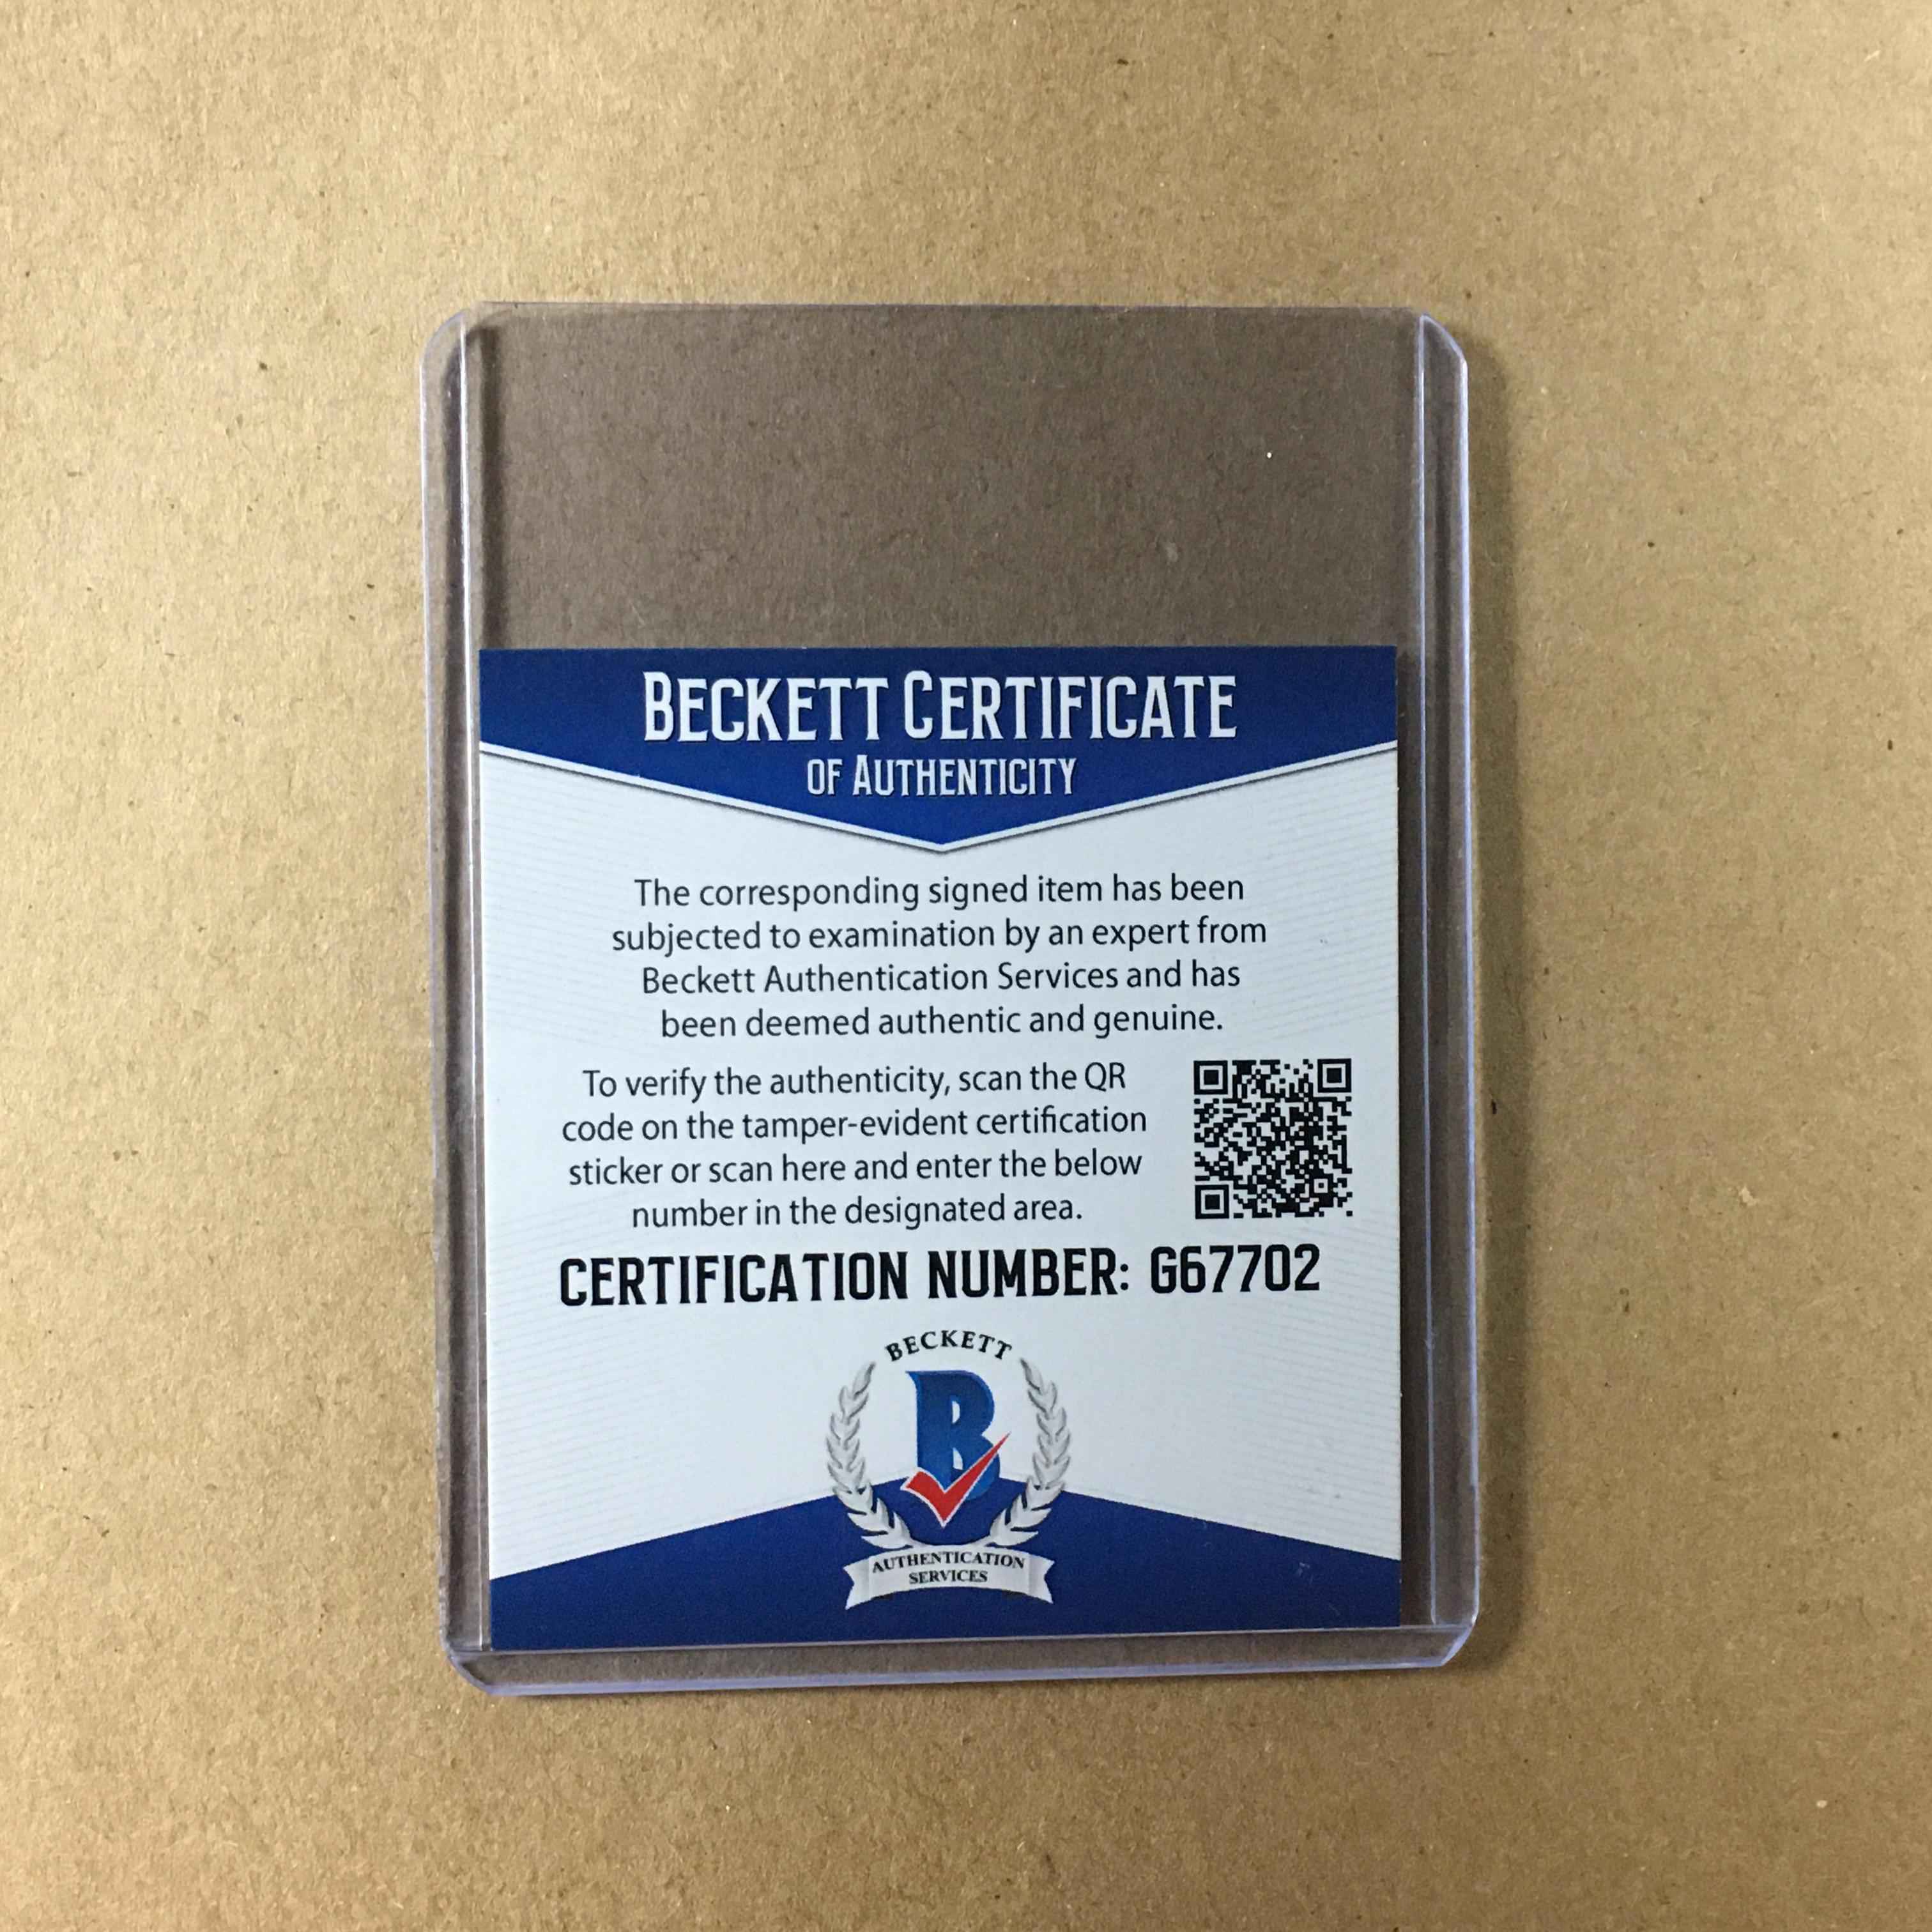 BECKETT CERTIFICATE
OF AUTHENTICITY
The corresponding signed item has been
subjected to examination by an expert from
Beckett Authentication Services and has
been deemed authentic and genuine.
To verify the authenticity, scan the QR
code on the tamper-evident certification
sticker or scan here and enter the below
number in the designated area.
CERTIFICATION NUMBER: G67702
BECKETT
B
AUTHENTICATION
SERVICES